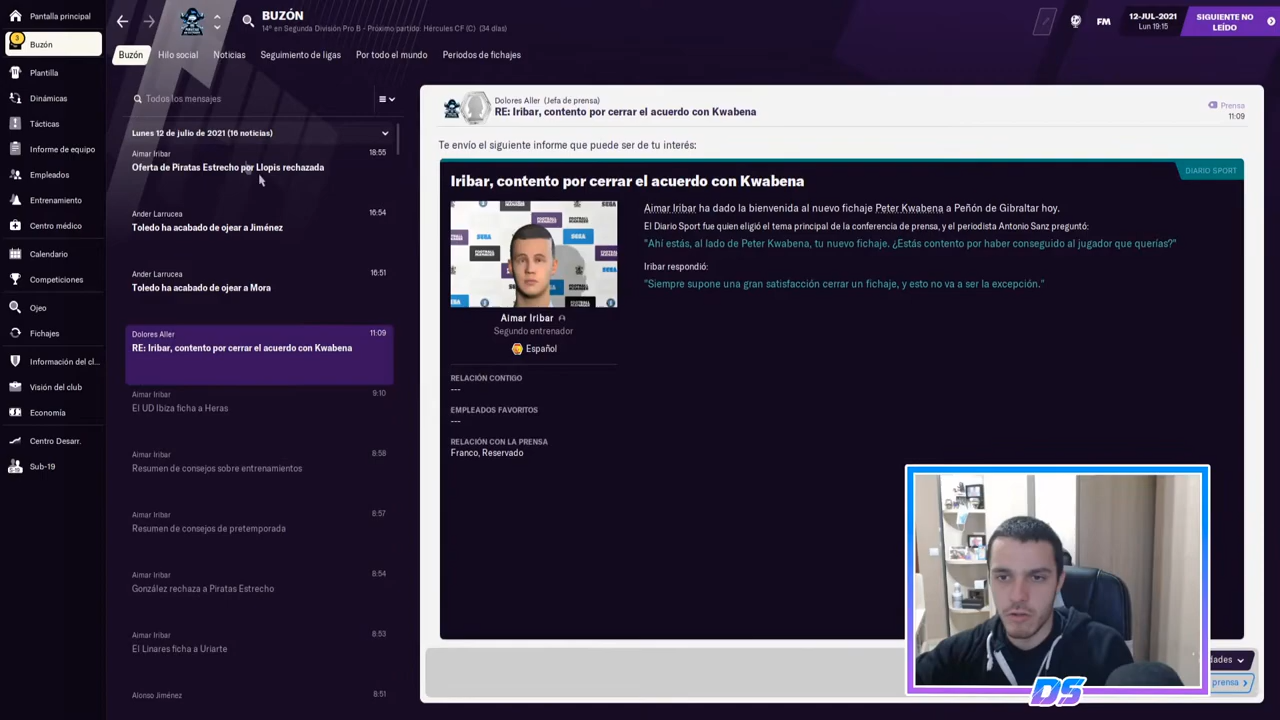 Pantalla principal
3
Buzón
Plantilla
Dinámicas
Tácticas
Informe de equipo
Empleados
Entrenamiento
Centro médico
Calendario
Competiciones
Ojeo
Fichajes
Información del cl...
Visión del club
Economía
Centro Desarr.
Sub-19
BUZÓN
14º en Segunda División Pro B - Próximo partido: Hércules CF (C) (34 días)
FM
12-JUL-2021
Lun 19:15
SIGUIENTE NO LEÍDO
Buzón
Hilo social
Noticias
Seguimiento de ligas
Por todo el mundo
Periodos de fichajes
Todos los mensajes
Lunes 12 de julio de 2021 (16 noticias)
Aimar Iribar 18:55
Oferta de Piratas Estrecho por Llopis rechazada
Ander Larrucea 16:54
Toledo ha acabado de ojear a Jiménez
Ander Larrucea 16:51
Toledo ha acabado de ojear a Mora
Dolores Aller 11:09
RE: Iribar, contento por cerrar el acuerdo con Kwabena
Aimar Iribar 9:10
El UD Ibiza ficha a Heras
Aimar Iribar 8:58
Resumen de consejos sobre entrenamientos
Aimar Iribar 8:57
Resumen de consejos de pretemporada
Aimar Iribar 8:54
González rechaza a Piratas Estrecho
Aimar Iribar 8:53
El Linares ficha a Uriarte
Alonso Jiménez 8:51
Dolores Aller (Jefa de prensa)
RE: Iribar, contento por cerrar el acuerdo con Kwabena
Prensa
11:09
Te envío el siguiente informe que puede ser de tu interés:
DIARIO SPORT
Iribar, contento por cerrar el acuerdo con Kwabena
Aimar Iribar ha dado la bienvenida al nuevo fichaje Peter Kwabena a Peñón de Gibraltar hoy.
El Diario Sport fue quien eligió el tema principal de la conferencia de prensa, y el periodista Antonio Sanz preguntó:
"Ahí estás, al lado de Peter Kwabena, tu nuevo fichaje. ¿Estás contento por haber conseguido al jugador que querías?"
Iribar respondió:
"Siempre supone una gran satisfacción cerrar un fichaje, y esto no va a ser la excepción."
Aimar Iribar
Segundo entrenador
Español
RELACIÓN CONTIGO
---
EMPLEADOS FAVORITOS
---
RELACIÓN CON LA PRENSA
Franco, Reservado
dades
prensa
DS